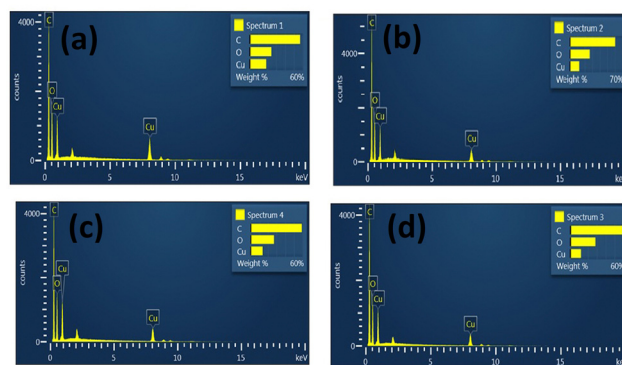 (a)
4000
counts
0
C
O
Cu
Cu
0
5
10
15
keV
Spectrum 1
C
O
Cu
Weight %
60%
(b)
counts
0
C
O
Cu
Cu
0
5
10
15
keV
Spectrum 2
C
O
Cu
Weight %
70%
(c)
4000
counts
0
C
O
Cu
Cu
0
5
10
15
keV
Spectrum 4
C
O
Cu
Weight %
60%
(d)
4000
counts
0
C
O
Cu
Cu
0
5
10
15
keV
Spectrum 3
C
O
Cu
Weight %
60%